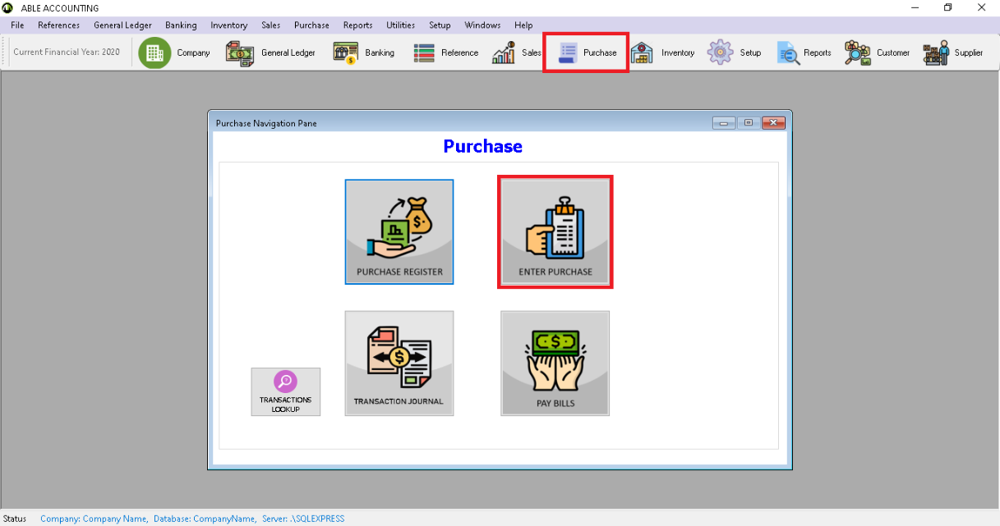 ABLE ACCOUNTING
File References General Ledger Banking Inventory Sales Purchase Reports Utilities Setup Windows Help
Current Financial Year: 2020 Company General Ledger Banking Reference Sales Purchase Inventory Setup Reports Customer Supplier
Purchase Navigation Pane
Purchase
PURCHASE REGISTER ENTER PURCHASE
TRANSACTIONS
LOOKUP
TRANSACTION JOURNAL PAY BILLS
Status Company: Company Name, Database: CompanyName, Server: .\SQLEXPRESS